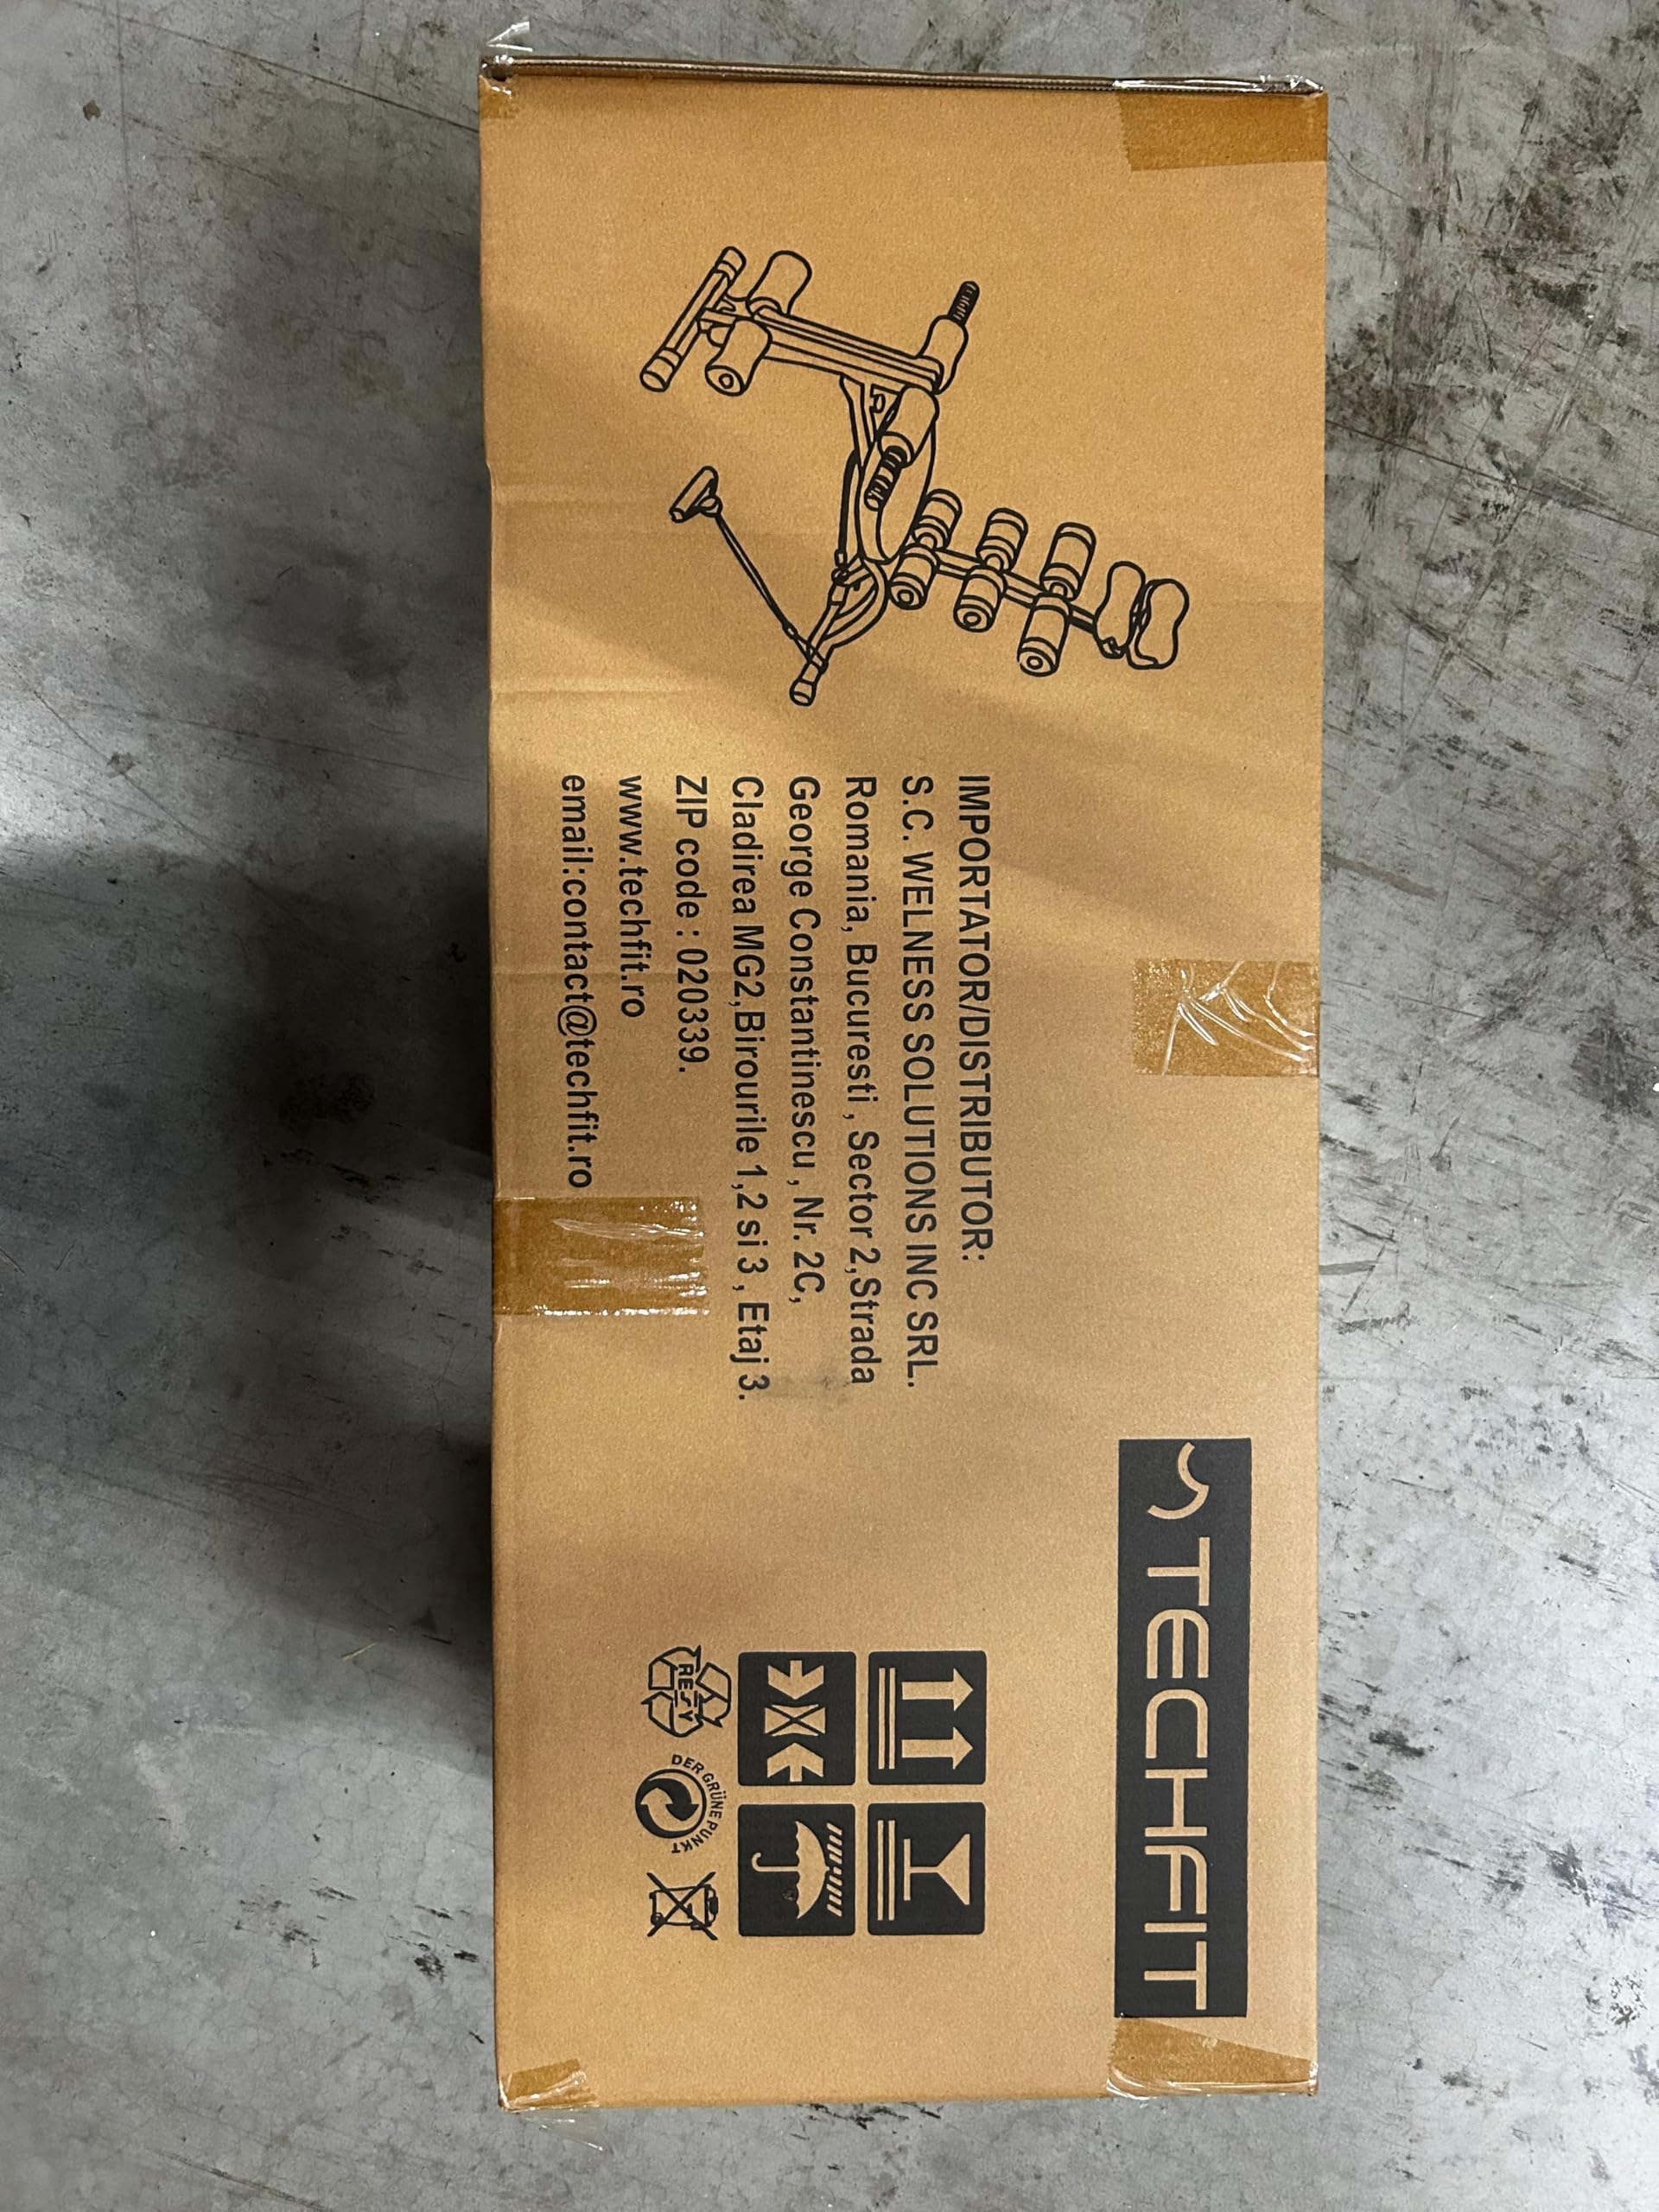 TECHFIT
IMPORTATOR/DISTRIBUTOR:
S.C. WELNESS SOLUTIONS INC SRL.
Romania, Bucuresti , Sector 2,Strada
George Constantinescu , Nr. 2C,
Cladirea MG2,Birourile 1,2 si 3 , Etaj 3.
ZIP code : 020339.
www.techfit.ro
email:contact@techfit.ro
RESY
DER GRÜNE PUNKT